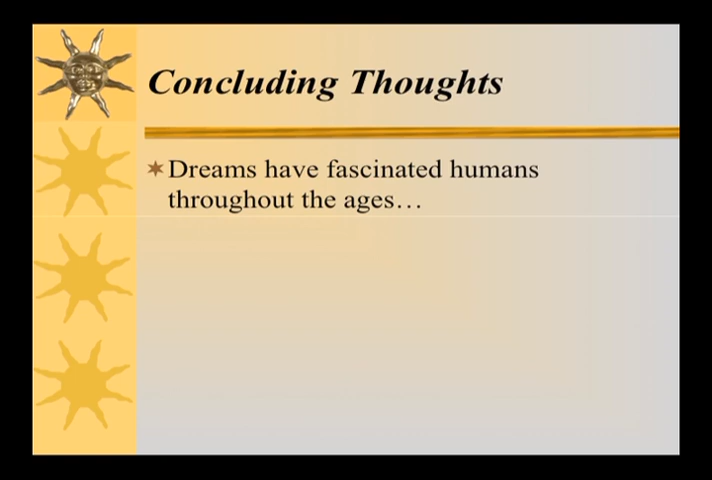 Concluding Thoughts
Dreams have fascinated humans
throughout the ages…